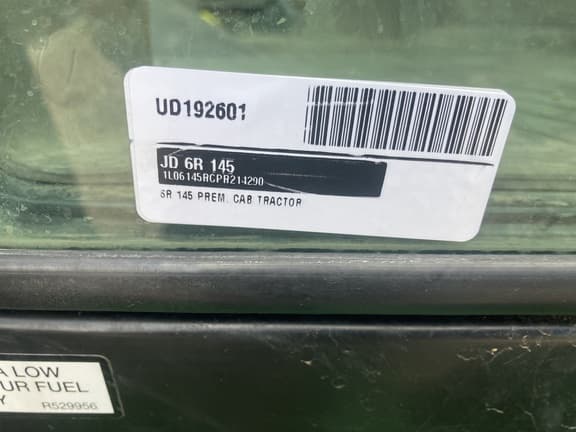 UD192601
JD 6R 145
1L06145RCPR214290
6R 145 PREM. CAB TRACTOR
A LOW
UR FUEL
Y R529956